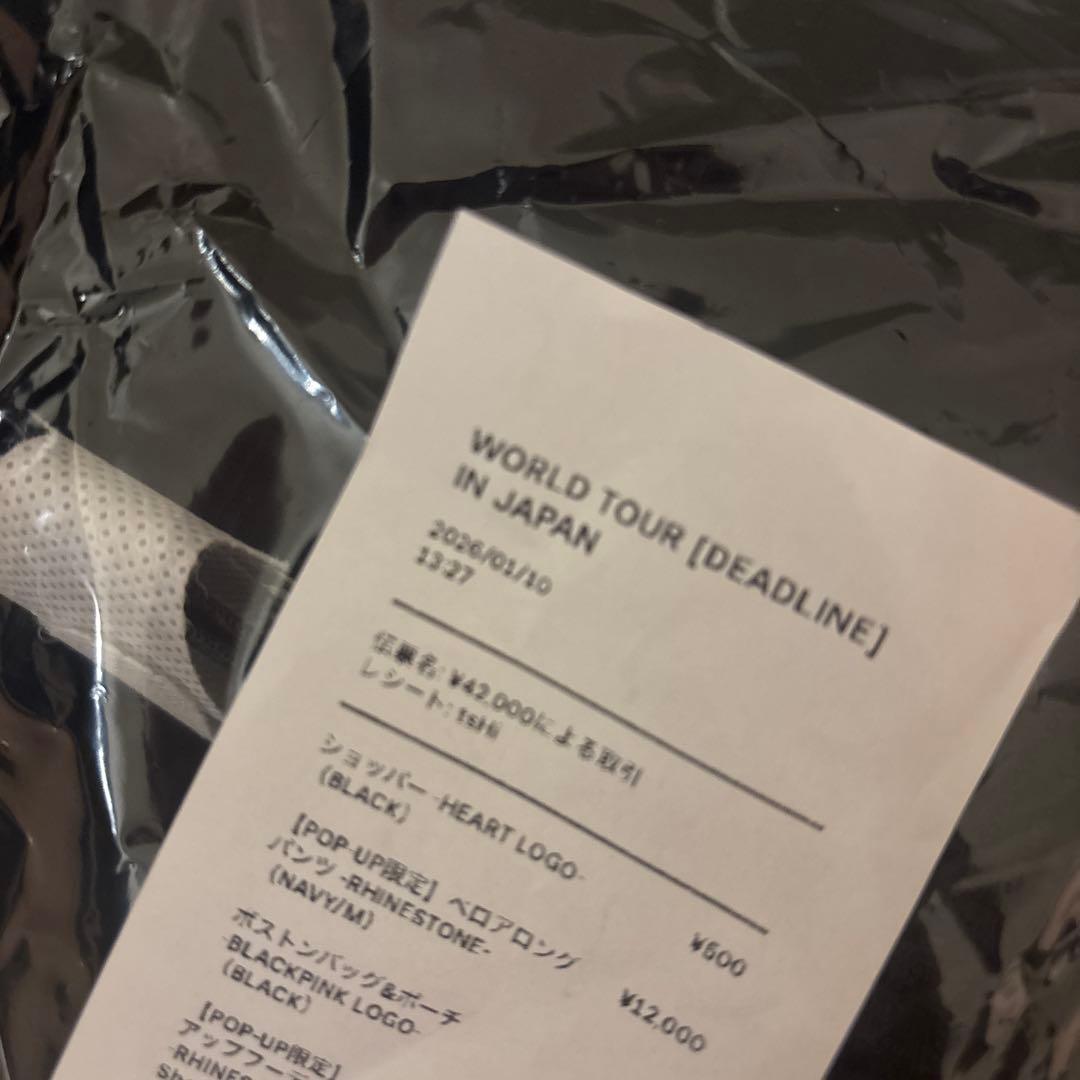 WORLD TOUR [DEADLINE]
IN JAPAN
2026/01/10
13:27
伝票名: ¥42,000による取引
レシート: tshi
ショッパー -HEART LOGO-
(BLACK)
¥600
【POP-UP限定】ベロアロング
パンツ -RHINESTONE-
(NAVY/M)
¥12,000
ボストンバッグ&ポーチ
-BLACKPINK LOGO-
(BLACK)
【POP-UP限定】